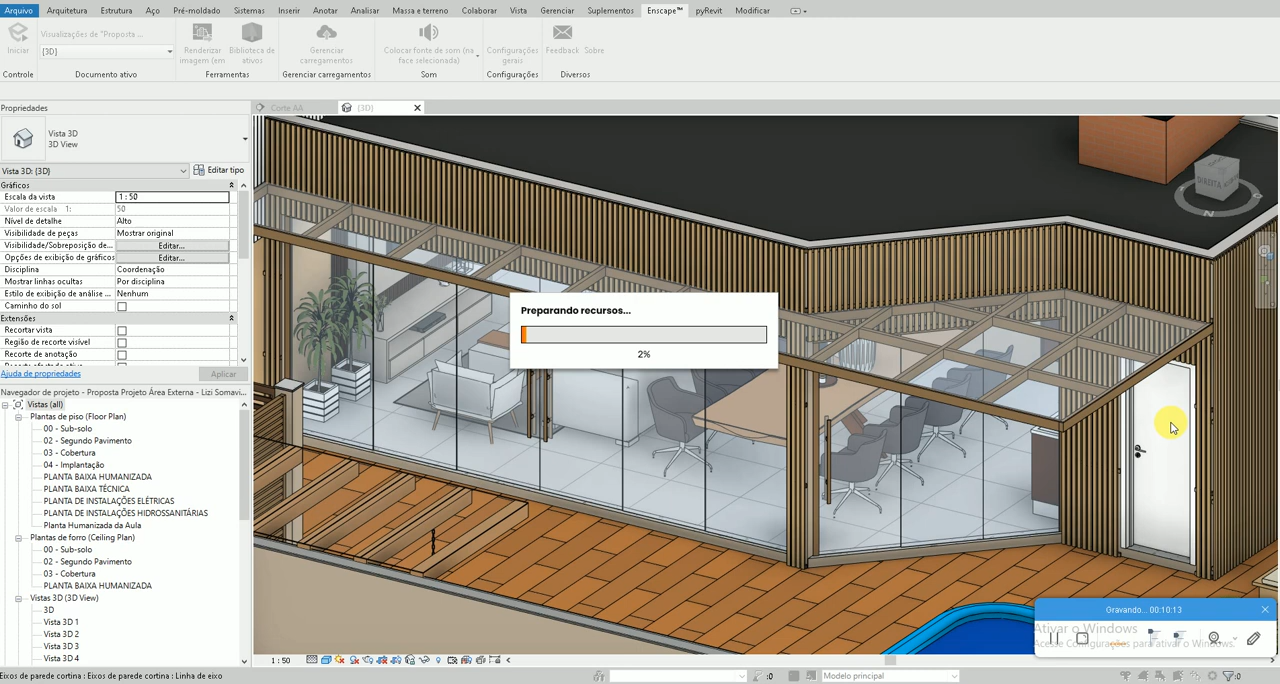 Arquivo Arquitetura Estrutura Aço Pré-moldado Sistemas Inserir Anotar Analisar Massa e terreno Colaborar Vista Gerenciar Suplementos Enscape™ pyRevit Modificar
Iniciar
Visualizações de "Proposta ...
{3D}
Renderizar imagem (em
Biblioteca de ativos
Gerenciar carregamentos
Colocar fonte de som (na face selecionada)
Configurações gerais
Feedback
Sobre
Controle Documento ativo Ferramentas Gerenciar carregamentos Som Configurações Diversos
Propriedades
Corte AA
{3D}
Vista 3D
3D View
Vista 3D: {3D}
Editar tipo
Gráficos
Escala da vista 1 : 50
Valor de escala 1: 50
Nível de detalhe Alto
Visibilidade de peças Mostrar original
Visibilidade/Sobreposição de... Editar...
Opções de exibição de gráficos Editar...
Disciplina Coordenação
Mostrar linhas ocultas Por disciplina
Estilo de exibição de análise ... Nenhum
Caminho do sol
Extensões
Recortar vista
Região de recorte visível
Recorte de anotação
Ajuda de propriedades
Aplicar
Navegador de projeto - Proposta Projeto Área Externa - Lizi Somavi...
Vistas (all)
Plantas de piso (Floor Plan)
00 - Sub-solo
02 - Segundo Pavimento
03 - Cobertura
04 - Implantação
PLANTA BAIXA HUMANIZADA
PLANTA BAIXA TÉCNICA
PLANTA DE INSTALAÇÕES ELÉTRICAS
PLANTA DE INSTALAÇÕES HIDROSSANITÁRIAS
Planta Humanizada da Aula
Plantas de forro (Ceiling Plan)
00 - Sub-solo
02 - Segundo Pavimento
03 - Cobertura
PLANTA BAIXA HUMANIZADA
Vistas 3D (3D View)
3D
Vista 3D 1
Vista 3D 2
Vista 3D 3
Vista 3D 4
Preparando recursos...
2%
DIREITA
N
Gravando... 00:10:13
Ativar o Windows
Acesse Configurações para ativar o Windows.
1 : 50
Eixos de parede cortina : Eixos de parede cortina : Linha de eixo
:0
Modelo principal
:0